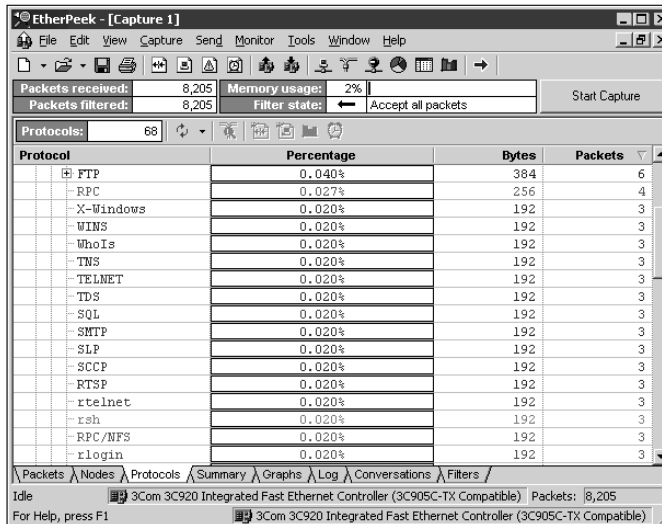 EtherPeek - [Capture 1]
File Edit View Capture Send Monitor Tools Window Help
Packets received: 8,205 Memory usage: 2%
Packets filtered: 8,205 Filter state: Accept all packets
Start Capture
Protocols: 68
Protocol Percentage Bytes Packets
FTP 0.040% 384 6
RPC 0.027% 256 4
X-Windows 0.020% 192 3
WINS 0.020% 192 3
WhoIs 0.020% 192 3
TNS 0.020% 192 3
TELNET 0.020% 192 3
TDS 0.020% 192 3
SQL 0.020% 192 3
SMTP 0.020% 192 3
SLP 0.020% 192 3
SCCP 0.020% 192 3
RTSP 0.020% 192 3
rtelnet 0.020% 192 3
rsh 0.020% 192 3
RPC/NFS 0.020% 192 3
rlogin 0.020% 192 3
Packets Nodes Protocols Summary Graphs Log Conversations Filters
Idle 3Com 3C920 Integrated Fast Ethernet Controller (3C905C-TX Compatible) Packets: 8,205
For Help, press F1 3Com 3C920 Integrated Fast Ethernet Controller (3C905C-TX Compatible)